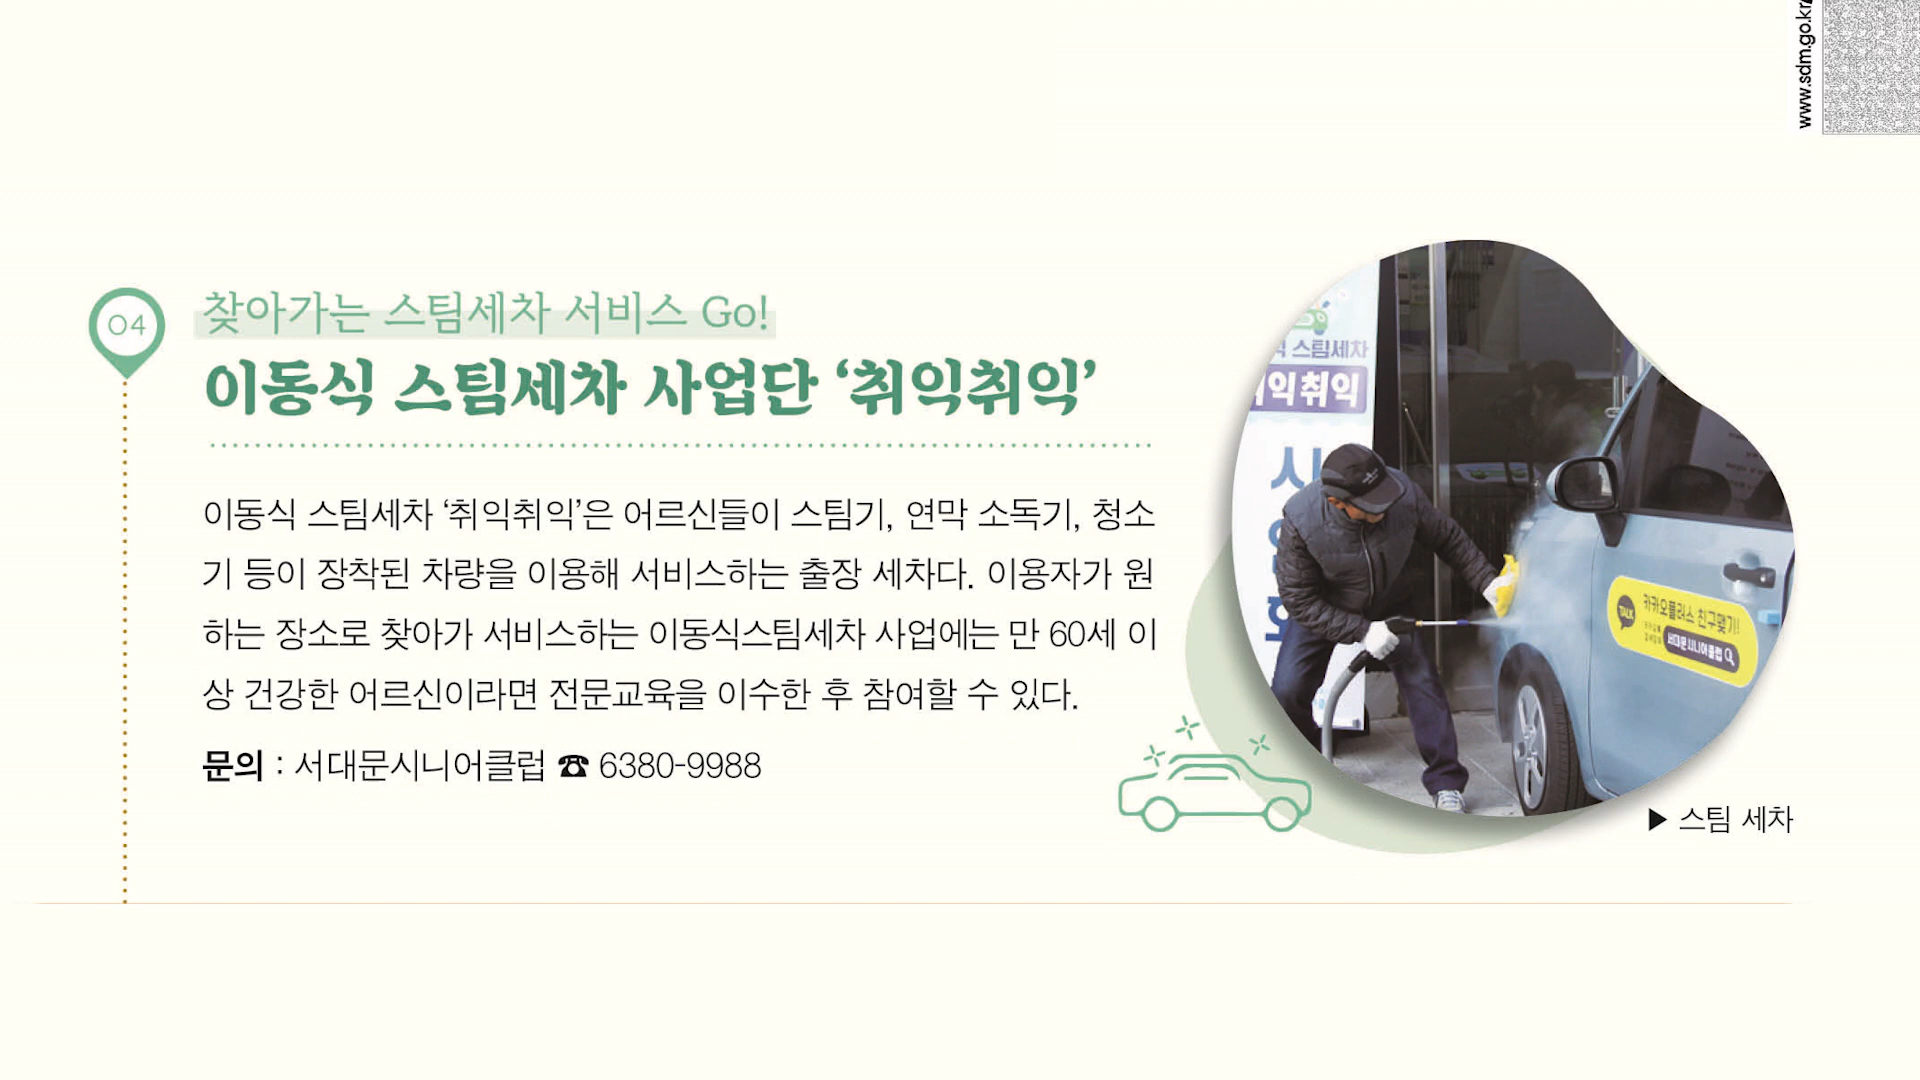 www.sdm.go.kr
04
찾아가는 스팀세차 서비스 Go!
이동식 스팀세차 사업단 ‘취익취익’
이동식 스팀세차 ‘취익취익’은 어르신들이 스팀기, 연막 소독기, 청소
기 등이 장착된 차량을 이용해 서비스하는 출장 세차다. 이용자가 원
하는 장소로 찾아가 서비스하는 이동식스팀세차 사업에는 만 60세 이
상 건강한 어르신이라면 전문교육을 이수한 후 참여할 수 있다.
문의 : 서대문시니어클럽 ☎ 6380-9988
스팀세차
익취익
TALK
카카오플러스 친구맺기!
서대문시니어클럽
▶ 스팀 세차